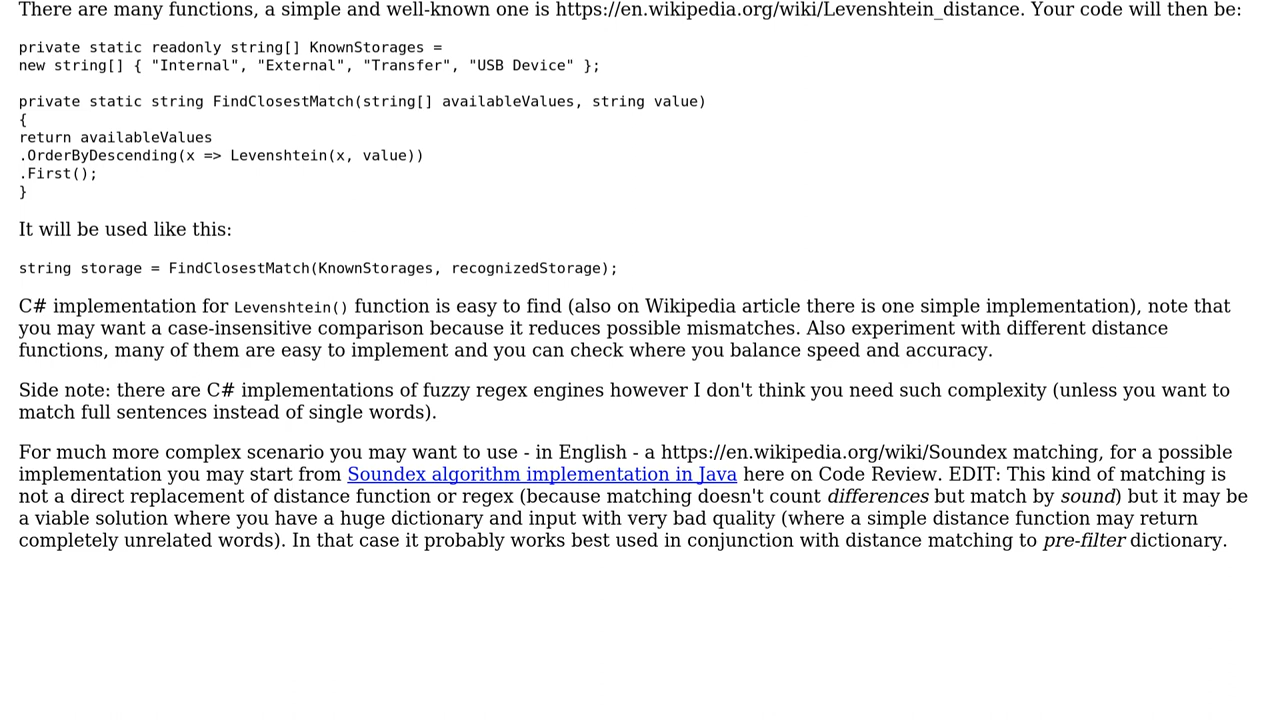 There are many functions, a simple and well-known one is https://en.wikipedia.org/wiki/Levenshtein_distance. Your code will then be:
private static readonly string[] KnownStorages =
new string[] { "Internal", "External", "Transfer", "USB Device" };
private static string FindClosestMatch(string[] availableValues, string value)
{
return availableValues
.OrderByDescending(x => Levenshtein(x, value))
.First();
}
It will be used like this:
string storage = FindClosestMatch(KnownStorages, recognizedStorage);
C# implementation for Levenshtein() function is easy to find (also on Wikipedia article there is one simple implementation), note that
you may want a case-insensitive comparison because it reduces possible mismatches. Also experiment with different distance
functions, many of them are easy to implement and you can check where you balance speed and accuracy.
Side note: there are C# implementations of fuzzy regex engines however I don't think you need such complexity (unless you want to
match full sentences instead of single words).
For much more complex scenario you may want to use - in English - a https://en.wikipedia.org/wiki/Soundex matching, for a possible
implementation you may start from Soundex algorithm implementation in Java here on Code Review. EDIT: This kind of matching is
not a direct replacement of distance function or regex (because matching doesn't count differences but match by sound) but it may be
a viable solution where you have a huge dictionary and input with very bad quality (where a simple distance function may return
completely unrelated words). In that case it probably works best used in conjunction with distance matching to pre-filter dictionary.